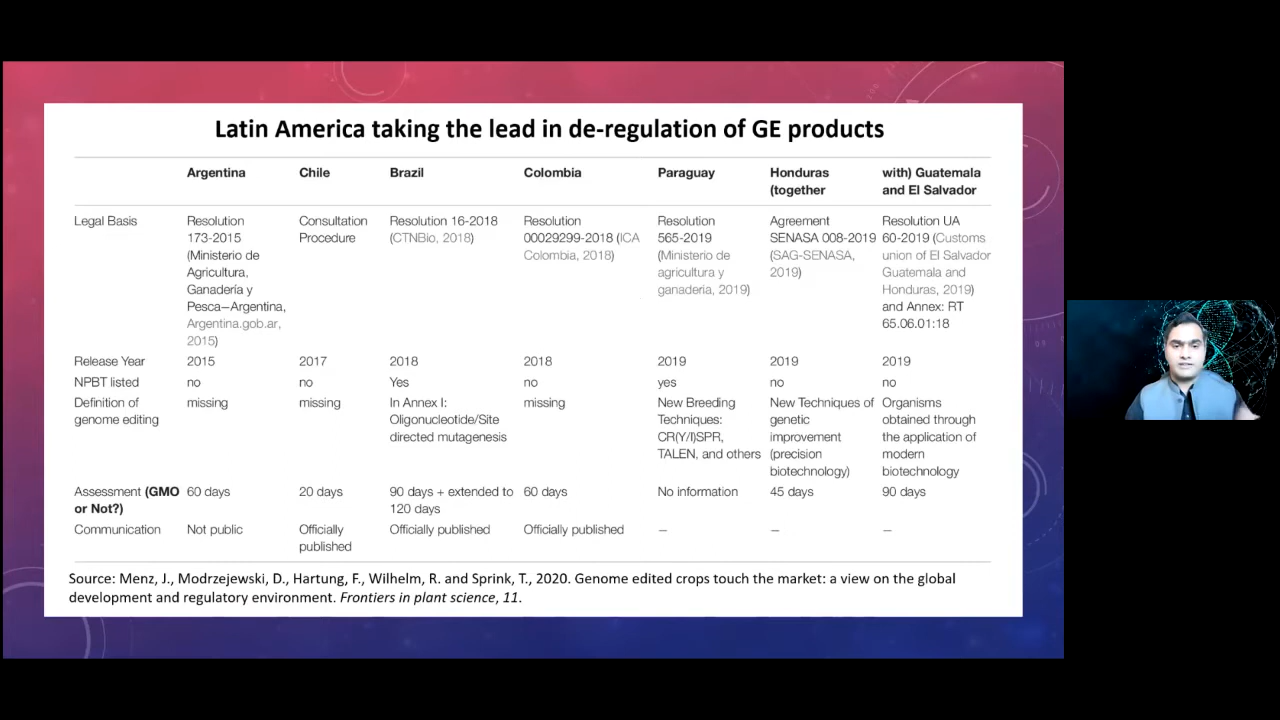 Latin America taking the lead in de-regulation of GE products
Argentina Chile Brazil Colombia Paraguay Honduras with) Guatemala
(together and El Salvador
Legal Basis Resolution Consultation Resolution 16-2018 Resolution Resolution Agreement Resolution UA
173-2015 Procedure (CTNBio, 2018) 00029299-2018 (ICA 565-2019 SENASA 008-2019 60-2019 (Customs
(Ministerio de Colombia, 2018) (Ministerio de (SAG-SENASA, union of El Salvador
Agricultura, agricultura y 2019) Guatemala and
Ganadería y ganaderia, 2019) Honduras, 2019)
Pesca–Argentina, and Annex: RT
Argentina.gob.ar, 65.06.01:18
2015)
Release Year 2015 2017 2018 2018 2019 2019 2019
NPBT listed no no Yes no yes no no
Definition of missing missing In Annex I: missing New Breeding New Techniques of Organisms
genome editing Oligonucleotide/Site Techniques: genetic obtained through
directed mutagenesis CR(Y/I)SPR, improvement the application of
TALEN, and others (precision modern
biotechnology) biotechnology
Assessment (GMO 60 days 20 days 90 days + extended to 60 days No information 45 days 90 days
or Not?) 120 days
Communication Not public Officially Officially published Officially published – – –
published
Source: Menz, J., Modrzejewski, D., Hartung, F., Wilhelm, R. and Sprink, T., 2020. Genome edited crops touch the market: a view on the global
development and regulatory environment. Frontiers in plant science, 11.